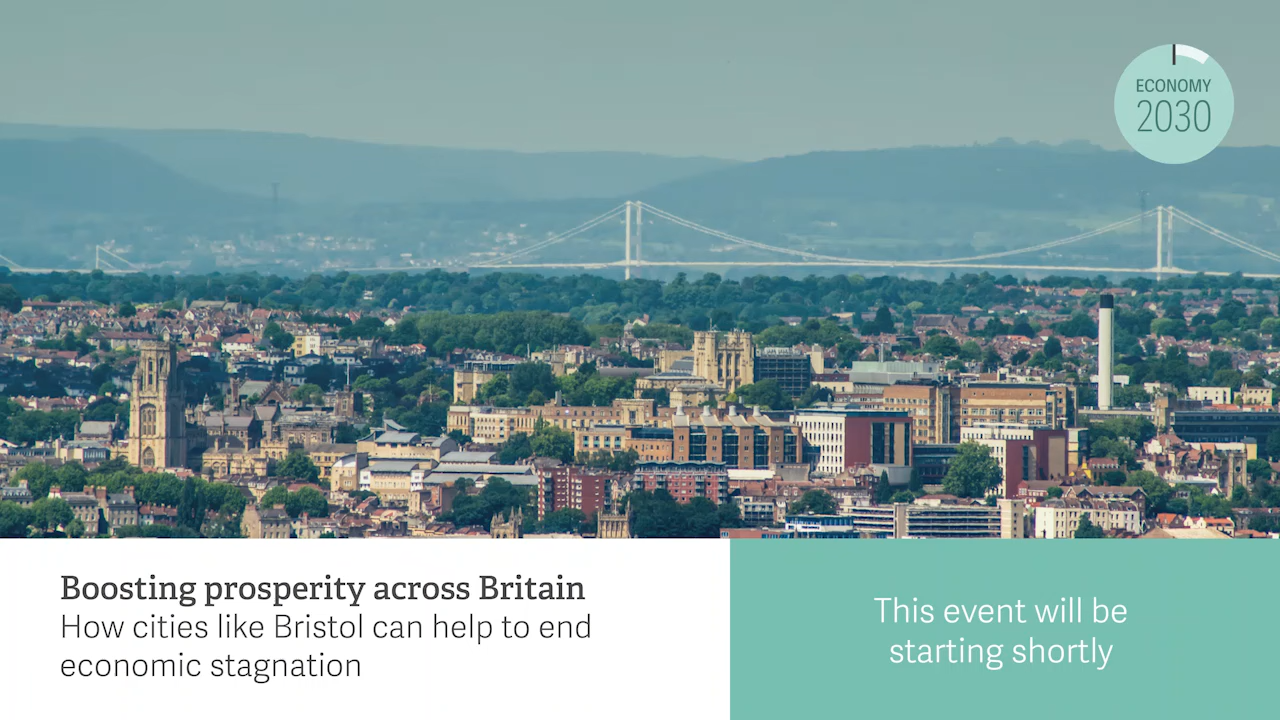 ECONOMY
2030
Boosting prosperity across Britain
How cities like Bristol can help to end
economic stagnation
This event will be
starting shortly